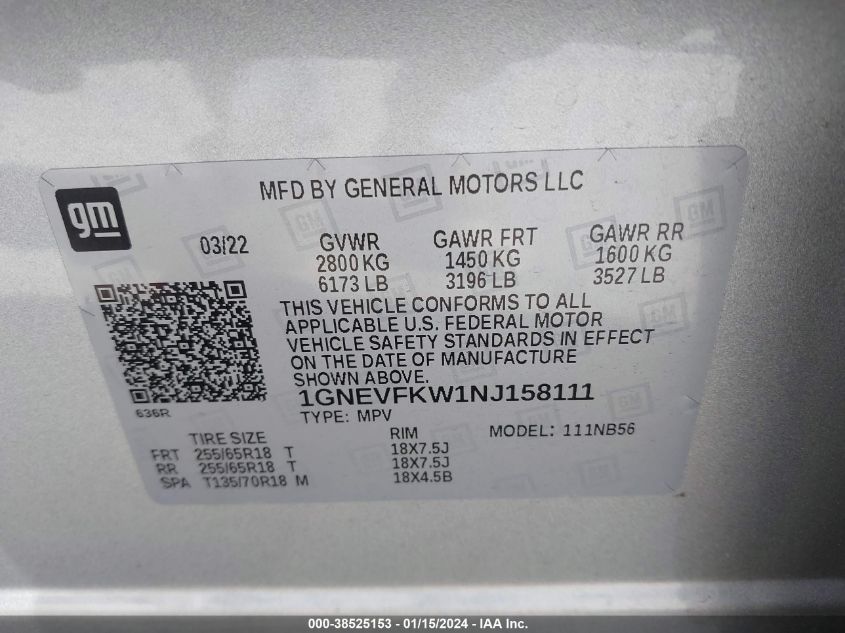 MFD BY GENERAL MOTORS LLC
gm
03/22
GVWR GAWR FRT GAWR RR
2800 KG 1450 KG 1600 KG
6173 LB 3196 LB 3527 LB
THIS VEHICLE CONFORMS TO ALL
APPLICABLE U.S. FEDERAL MOTOR
VEHICLE SAFETY STANDARDS IN EFFECT
ON THE DATE OF MANUFACTURE
SHOWN ABOVE.
636R
1GNEVFKW1NJ158111
TYPE: MPV
TIRE SIZE RIM MODEL: 111NB56
FRT 255/65R18 T 18X7.5J
RR 255/65R18 T 18X7.5J
SPA T135/70R18 M 18X4.5B
000-38525153 - 01/15/2024 - IAA Inc.